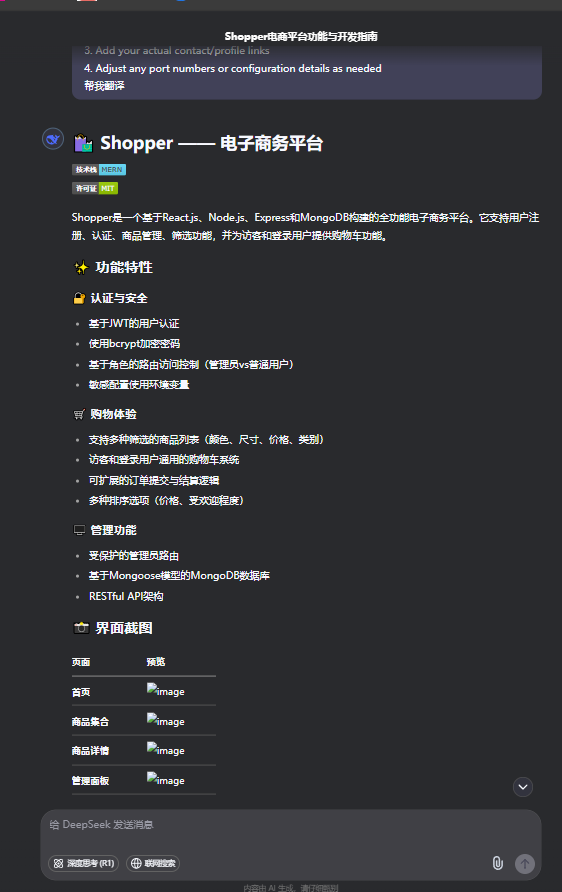 Shopper电商平台功能与开发指南
3. Add your actual contact/profile links
4. Adjust any port numbers or configuration details as needed
帮我翻译
Shopper —— 电子商务平台
技术栈 MERN
许可证 MIT
Shopper是一个基于React.js、Node.js、Express和MongoDB构建的全功能电子商务平台。它支持用户注
册、认证、商品管理、筛选功能，并为访客和登录用户提供购物车功能。
功能特性
认证与安全
基于JWT的用户认证
使用bcrypt加密密码
基于角色的路由访问控制（管理员vs普通用户）
敏感配置使用环境变量
购物体验
支持多种筛选的商品列表（颜色、尺寸、价格、类别）
访客和登录用户通用的购物车系统
可扩展的订单提交与结算逻辑
多种排序选项（价格、受欢迎程度）
管理功能
受保护的管理员路由
基于Mongoose模型的MongoDB数据库
RESTful API架构
界面截图
页面 预览
首页 image
商品集合 image
商品详情 image
管理面板 image
给 DeepSeek 发送消息
深度思考 (R1) 联网搜索
内容由 AI 生成，请仔细甄别